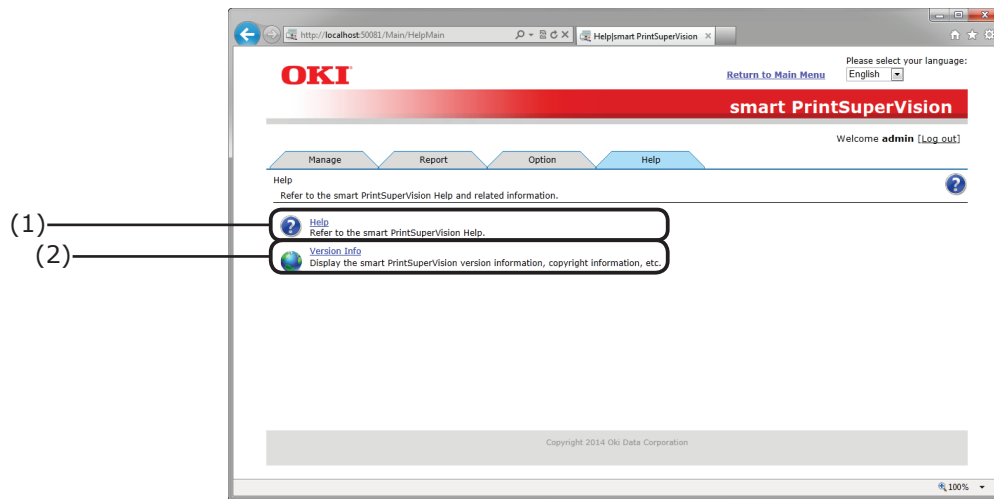 http://localhost:50081/Main/HelpMain
Help|smart PrintSuperVision
OKI
Return to Main Menu
Please select your language:
English
smart PrintSuperVision
Welcome admin [Log out]
Manage
Report
Option
Help
Help
Refer to the smart PrintSuperVision Help and related information.
(1)
Help
Refer to the smart PrintSuperVision Help.
(2)
Version Info
Display the smart PrintSuperVision version information, copyright information, etc.
Copyright 2014 Oki Data Corporation
100%